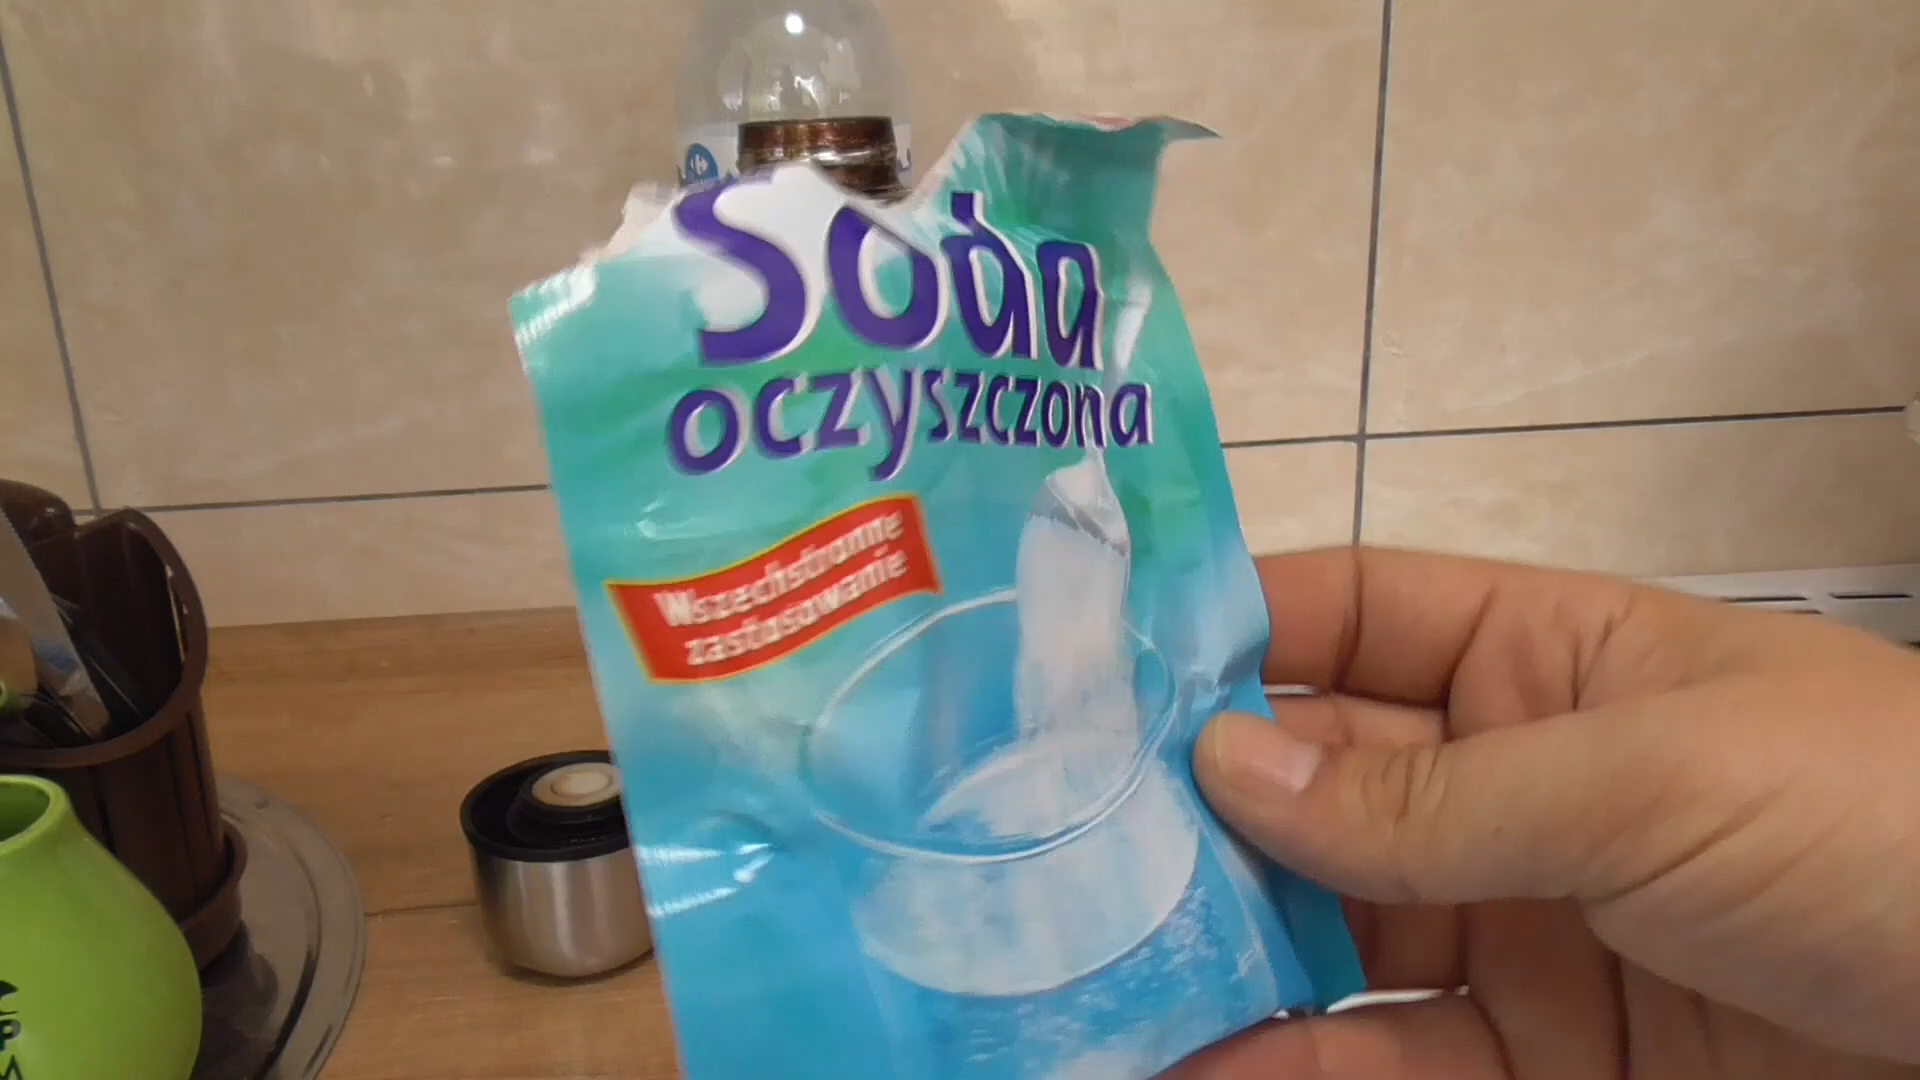 Soda
oczyszczona
Wszechstronne
zastosowanie
P
M